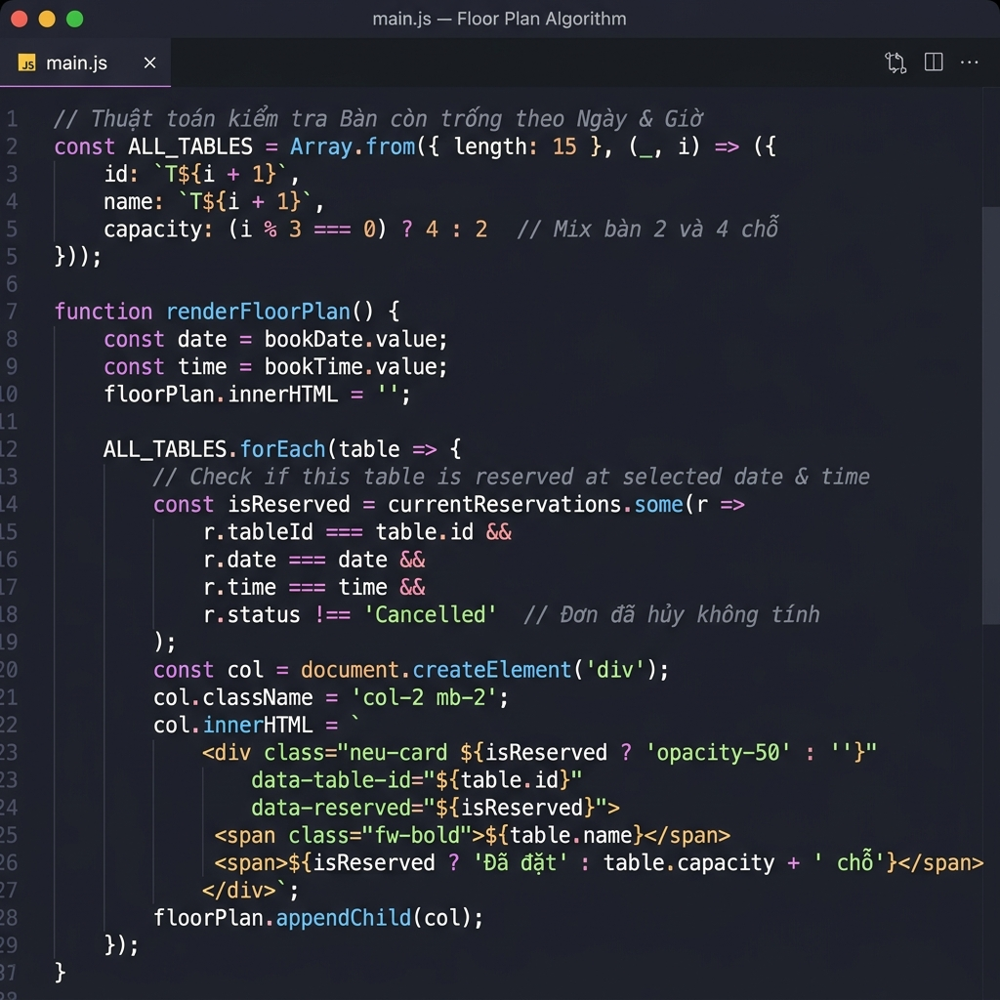 main.js — Floor Plan Algorithm
JS main.js ×
1 // Thuật toán kiểm tra Bàn còn trống theo Ngày & Giờ
2 const ALL_TABLES = Array.from({ length: 15 }, (_, i) => ({
3     id: `T${i + 1}`,
4     name: `T${i + 1}`,
5     capacity: (i % 3 === 0) ? 4 : 2  // Mix bàn 2 và 4 chỗ
5 }));
6
7 function renderFloorPlan() {
8     const date = bookDate.value;
9     const time = bookTime.value;
10     floorPlan.innerHTML = '';
11
12     ALL_TABLES.forEach(table => {
13         // Check if this table is reserved at selected date & time
14         const isReserved = currentReservations.some(r =>
15             r.tableId === table.id &&
16             r.date === date &&
17             r.time === time &&
18             r.status !== 'Cancelled'  // Đơn đã hủy không tính
19         );
20         const col = document.createElement('div');
21         col.className = 'col-2 mb-2';
22         col.innerHTML = `
23             <div class="neu-card ${isReserved ? 'opacity-50' : ''}"
23                 data-table-id="${table.id}"
24                 data-reserved="${isReserved}">
25              <span class="fw-bold">${table.name}</span>
26              <span>${isReserved ? 'Đã đặt' : table.capacity + ' chỗ'}</span>
27             </div>`;
28         floorPlan.appendChild(col);
29     });
37 }